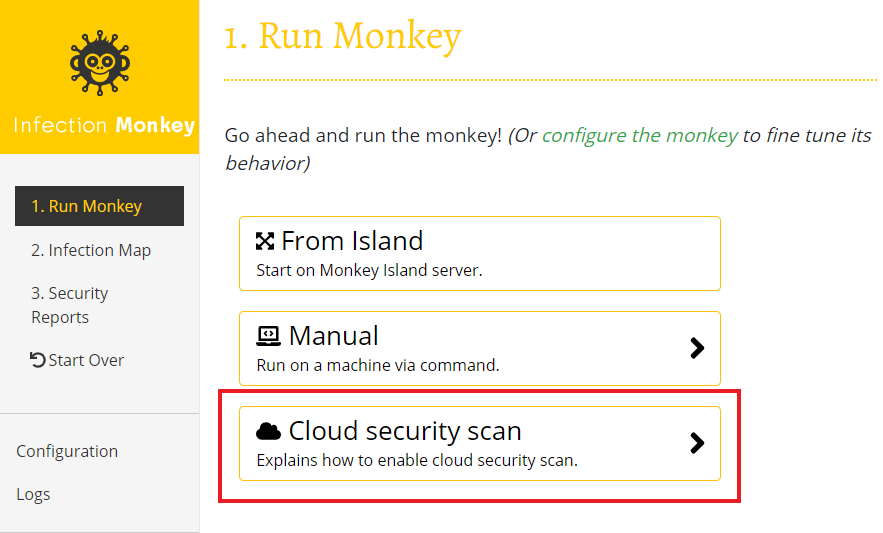 Infection Monkey
1. Run Monkey
2. Infection Map
3. Security
Reports
Start Over
Configuration
Logs
1. Run Monkey
Go ahead and run the monkey! (Or configure the monkey to fine tune its
behavior)
From Island
Start on Monkey Island server.
Manual
Run on a machine via command.
Cloud security scan
Explains how to enable cloud security scan.